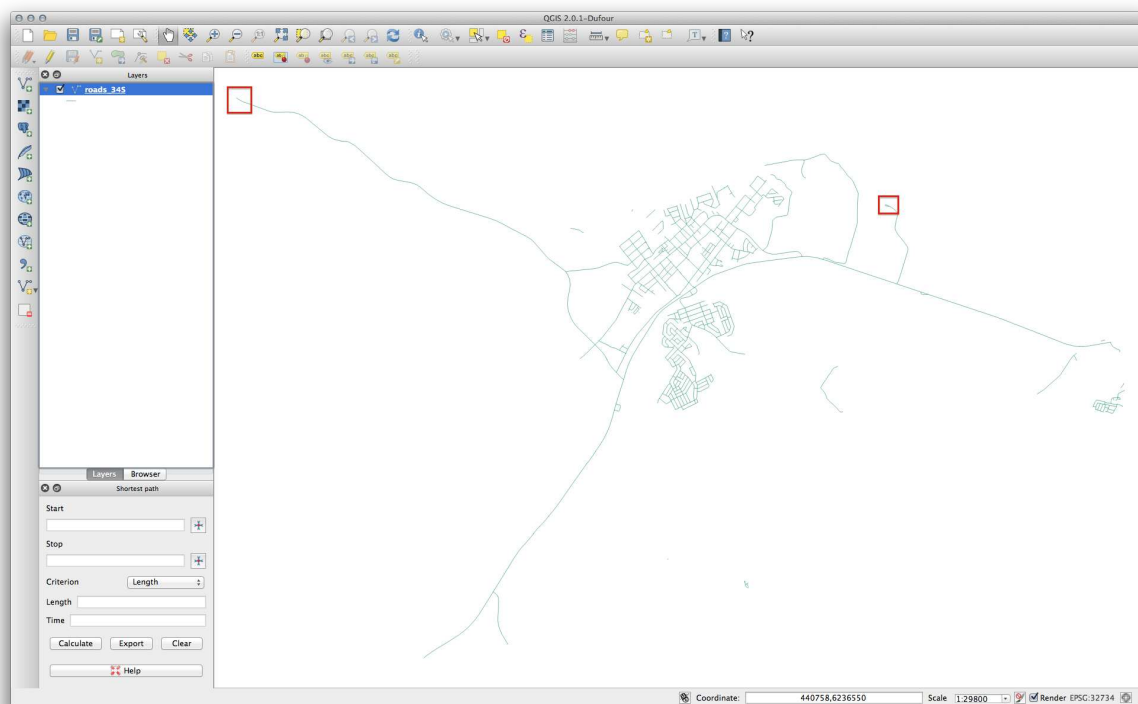 QGIS 2.0.1-Dufour
Layers
roads_345
Layers Browser
Shortest path
Start
Stop
Criterion Length
Length
Time
Calculate Export Clear
Help
Coordinate: 440758,6236550 Scale 1:29800 Render EPSG:32734